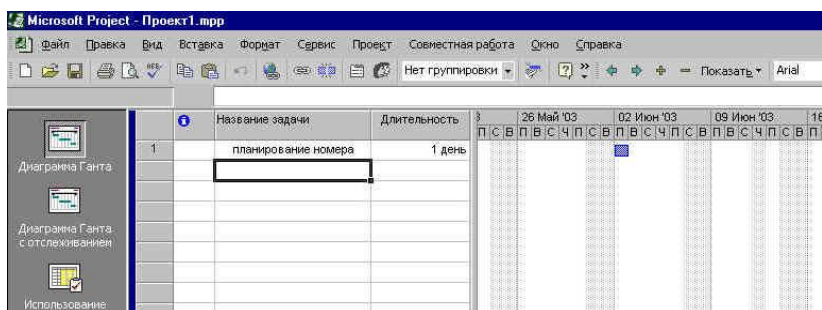 Microsoft Project - Проект1.mpp
Файл Правка Вид Вставка Формат Сервис Проект Совместная работа Окно Справка
Нет группировки Показать Arial
Название задачи Длительность 26 Май '03 02 Июн '03 09 Июн '03 16
П С В П В С Ч П С В П В С Ч П С В П В С Ч П С В П
1 планирование номера 1 день
Диаграмма Ганта
Диаграмма Ганта
с отслеживанием
Использование